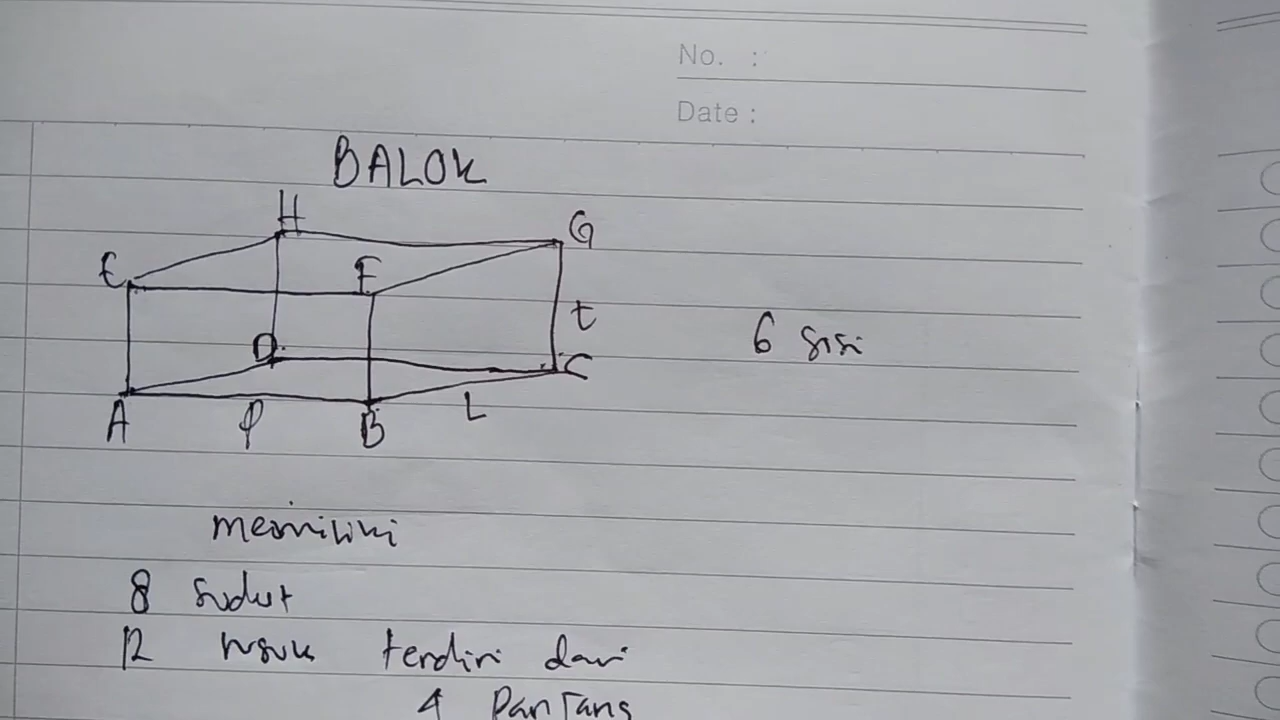 No. :
Date :
BALOK
H
G
E
F
t
6 sisi
D
C
A
P
B
L
memiliki
8 sudut
12 rusuk terdiri dari
4 Panjang